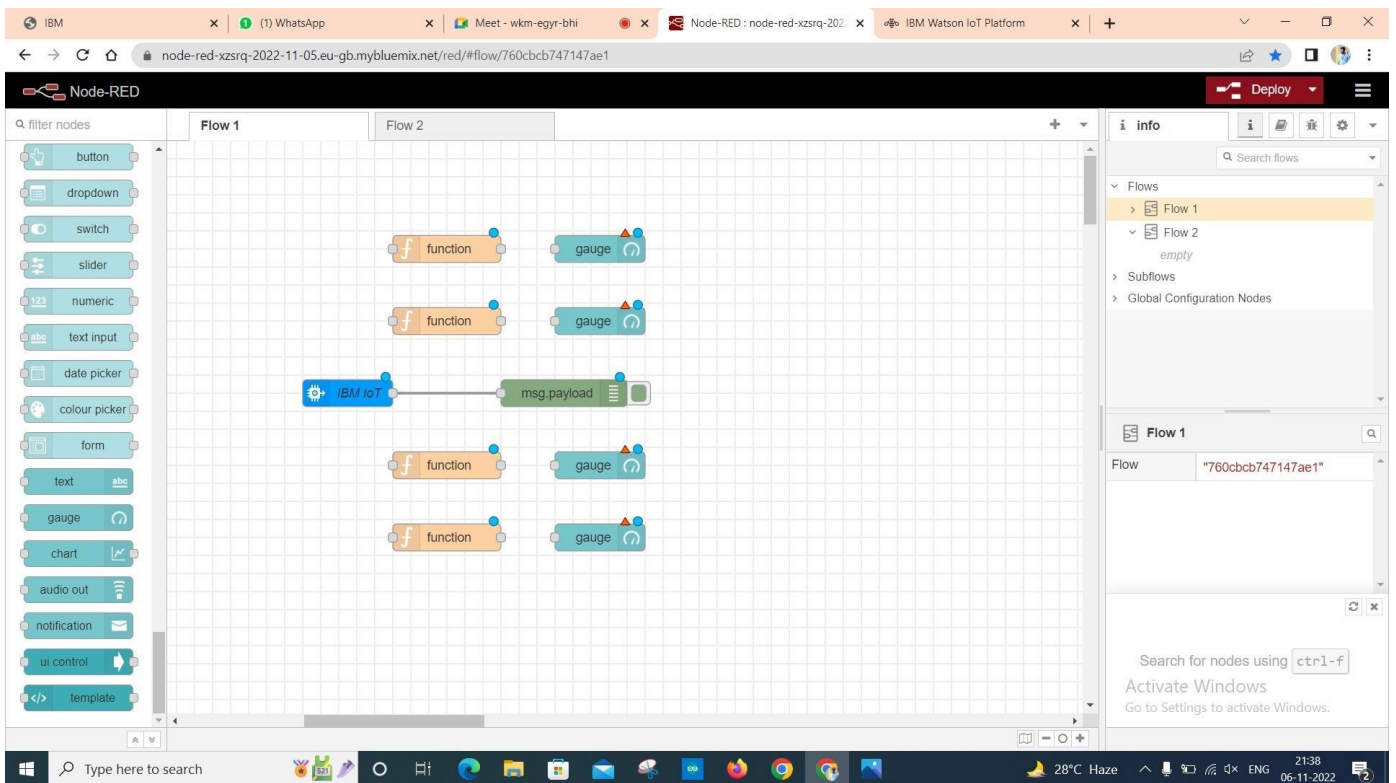 IBM
(1) WhatsApp
Meet - wkm-egyr-bhi
Node-RED : node-red-xzsrq-202
IBM Watson IoT Platform
node-red-xzsrq-2022-11-05.eu-gb.mybluemix.net/red/#flow/760cbcb747147ae1
Node-RED
Deploy
filter nodes
Flow 1
Flow 2
info
i
Search flows
button
dropdown
switch
slider
123 numeric
abc text input
date picker
colour picker
form
text abc
gauge
chart
audio out
notification
ui control
</> template
f function
gauge
f function
gauge
IBM IoT
msg.payload
f function
gauge
f function
gauge
Flows
Flow 1
Flow 2
empty
Subflows
Global Configuration Nodes
Flow 1
Flow "760cbcb747147ae1"
Search for nodes using ctrl-f
Activate Windows
Go to Settings to activate Windows.
Type here to search
28°C Haze
ENG
21:38
06-11-2022
2